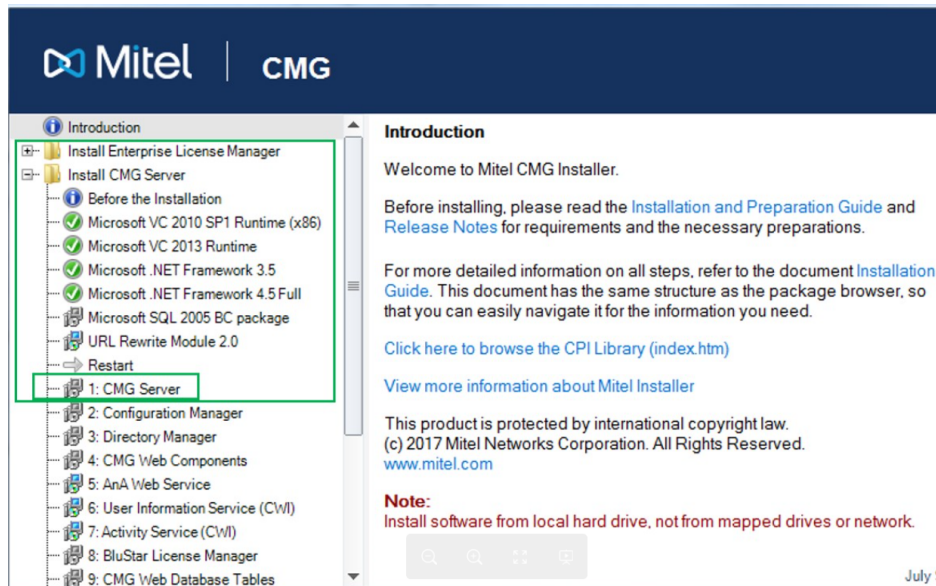 Mitel | CMG
Introduction
Install Enterprise License Manager
Install CMG Server
Before the Installation
Microsoft VC 2010 SP1 Runtime (x86)
Microsoft VC 2013 Runtime
Microsoft .NET Framework 3.5
Microsoft .NET Framework 4.5 Full
Microsoft SQL 2005 BC package
URL Rewrite Module 2.0
Restart
1: CMG Server
2: Configuration Manager
3: Directory Manager
4: CMG Web Components
5: AnA Web Service
6: User Information Service (CWI)
7: Activity Service (CWI)
8: BluStar License Manager
9: CMG Web Database Tables
Introduction
Welcome to Mitel CMG Installer.
Before installing, please read the Installation and Preparation Guide and
Release Notes for requirements and the necessary preparations.
For more detailed information on all steps, refer to the document Installation
Guide. This document has the same structure as the package browser, so
that you can easily navigate it for the information you need.
Click here to browse the CPI Library (index.htm)
View more information about Mitel Installer
This product is protected by international copyright law.
(c) 2017 Mitel Networks Corporation. All Rights Reserved.
www.mitel.com
Note:
Install software from local hard drive, not from mapped drives or network.
July